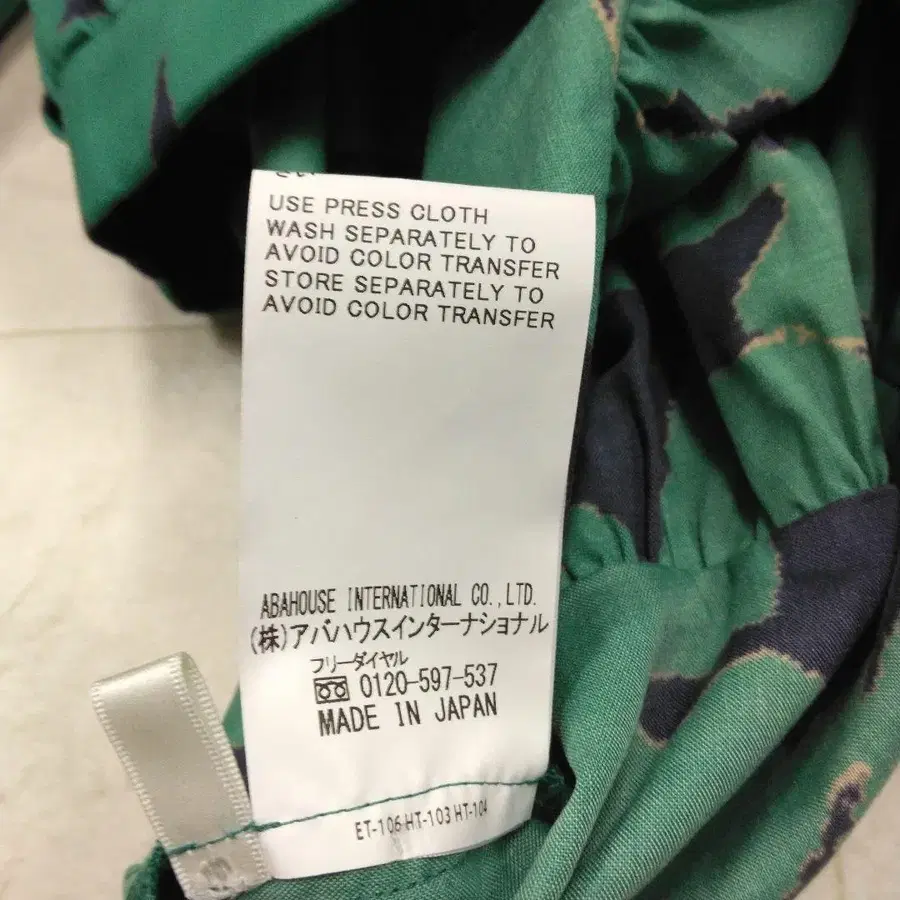 USE PRESS CLOTH
WASH SEPARATELY TO
AVOID COLOR TRANSFER
STORE SEPARATELY TO
AVOID COLOR TRANSFER
ABAHOUSE INTERNATIONAL CO.,LTD.
(株)アバハウスインターナショナル
フリーダイヤル
0120-597-537
MADE IN JAPAN
ET-106 HT-103 HT-104